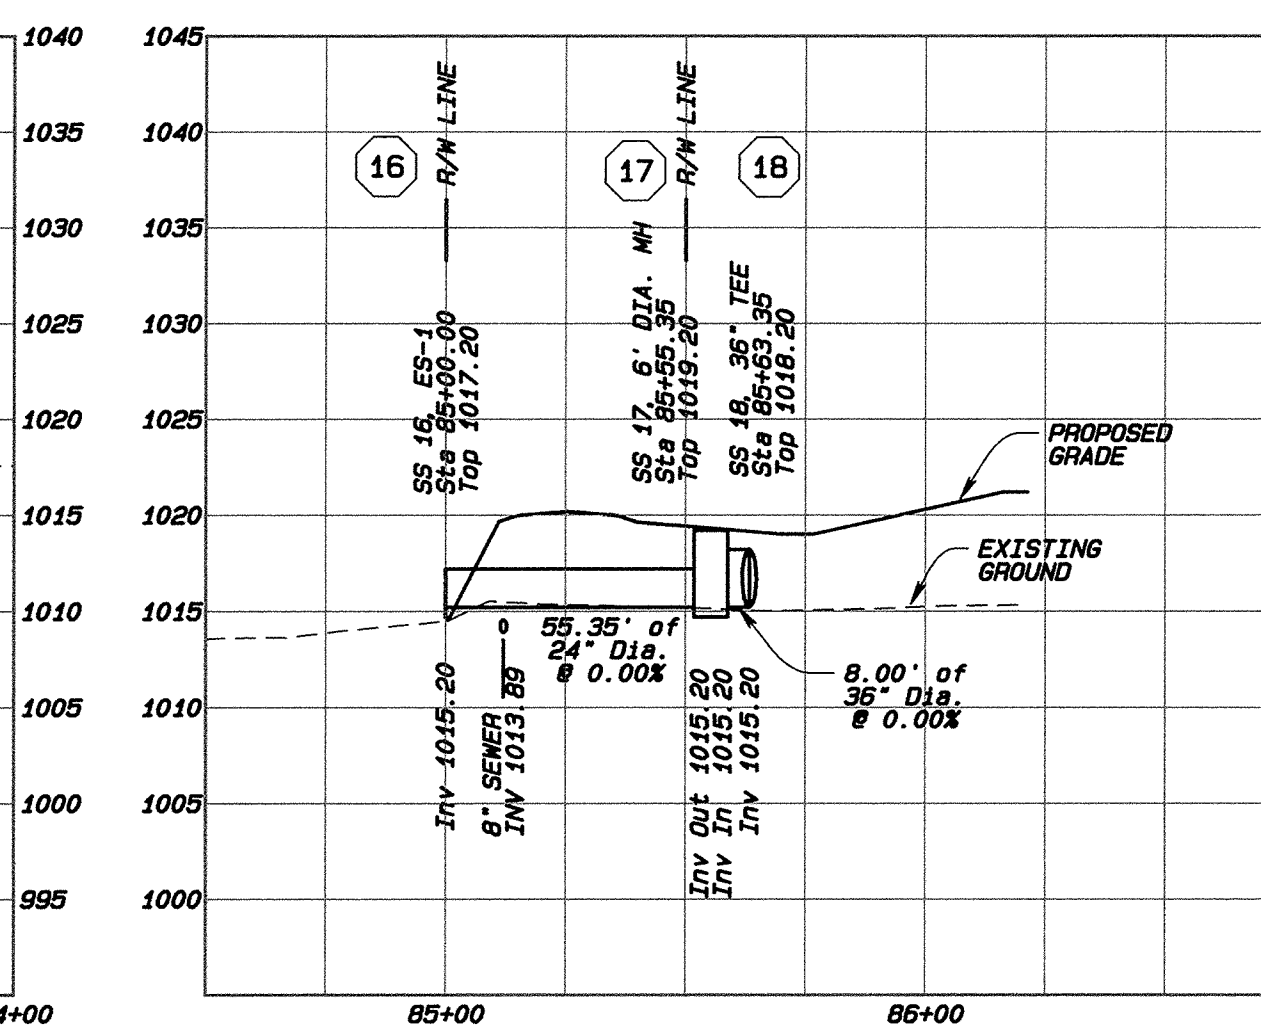 1040
1035
1030
1025
1020
1015
1010
1005
1000
995
1045
1040
1035
1030
1025
1020
1015
1010
1005
1000
16
R/W LINE
17
R/W LINE
18
SS 16, ES-1
Sta 85+00.00
Top 1017.20
SS 17, 6' DIA. MH
Sta 85+55.35
Top 1019.20
SS 18, 36" TEE
Sta 85+63.35
Top 1018.20
PROPOSED
GRADE
EXISTING
GROUND
55.35' of
24" Dia.
@ 0.00%
8.00' of
36" Dia.
@ 0.00%
Inv 1015.20
8" SEWER
INV 1013.89
Inv Out 1015.20
Inv In 1015.20
Inv 1015.20
4+00
85+00
86+00